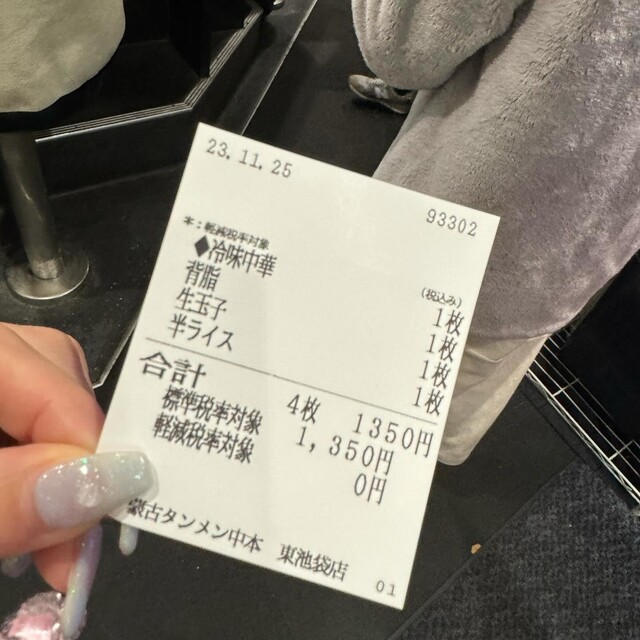 23.11.25
93302
*:軽減税率対象
(税込み)
◆冷味中華 1枚
背脂 1枚
生玉子 1枚
半ライス 1枚
合計 4枚 1350円
標準税率対象 1,350円
軽減税率対象 0円
蒙古タンメン中本 東池袋店
01